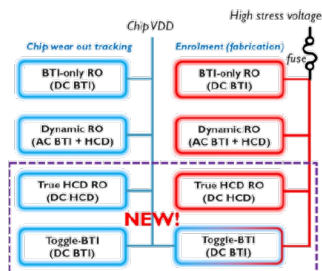 Chip VDD
High stress voltage
fuse
Chip wear out tracking
Enrolment (fabrication)
BTI-only RO
(DC BTI)
BTI-only RO
(DC BTI)
Dynamic RO
(AC BTI + HCD)
Dynamic RO
(AC BTI + HCD)
True HCD RO
(DC HCD)
True HCD RO
(DC HCD)
NEW!
Toggle-BTI
(DC BTI)
Toggle-BTI
(DC BTI)